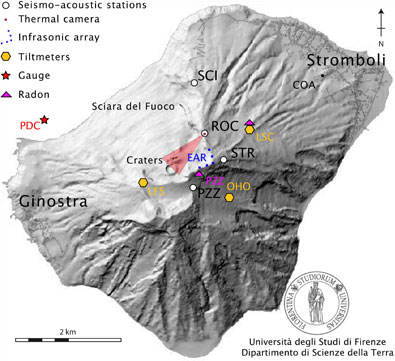 Seismo-acoustic stations
Thermal camera
Infrasonic array
Tiltmeters
Gauge
Radon
N
Stromboli
SCI
COA
Sciara del Fuoco
PDC
ROC
LSC
Craters
EAR
STR
PZZ
OHO
Ginostra
FLORENTINA STUDIORUM UNIVERSITAS
2 km
Università degli Studi di Firenze
Dipartimento di Scienze della Terra